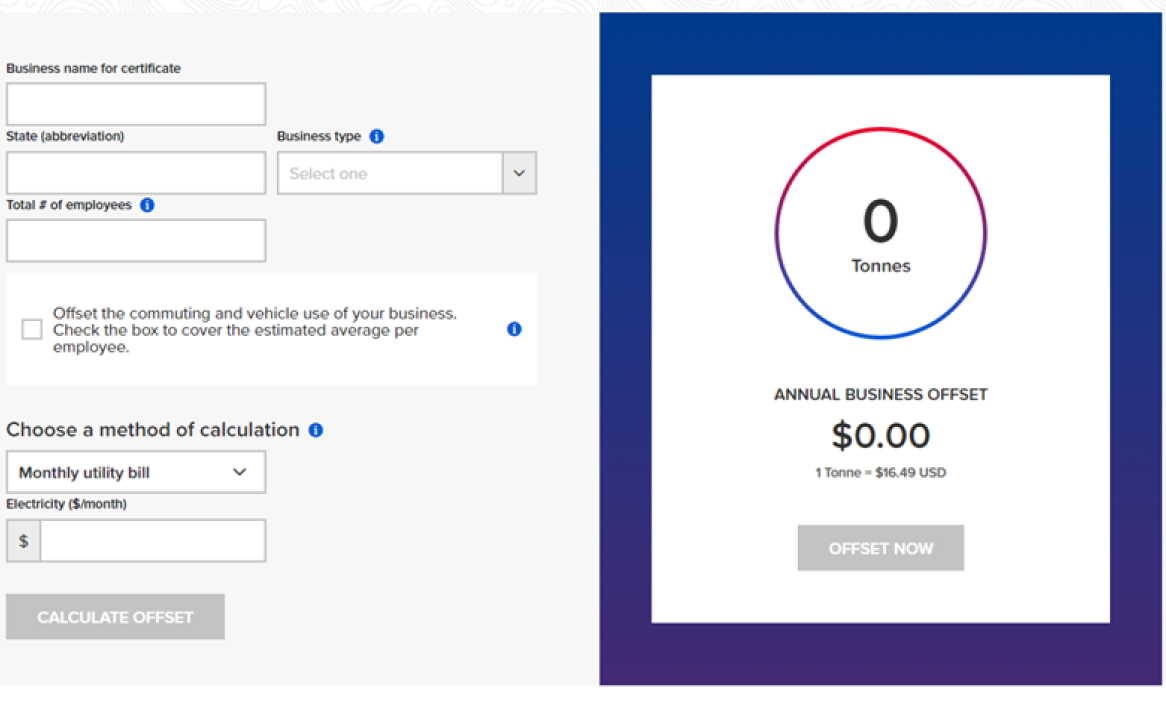 Business name for certificate
State (abbreviation)
Business type
Select one
Total # of employees
Offset the commuting and vehicle use of your business.
Check the box to cover the estimated average per
employee.
Choose a method of calculation
Monthly utility bill
Electricity ($/month)
$
CALCULATE OFFSET
0
Tonnes
ANNUAL BUSINESS OFFSET
$0.00
1 Tonne = $16.49 USD
OFFSET NOW